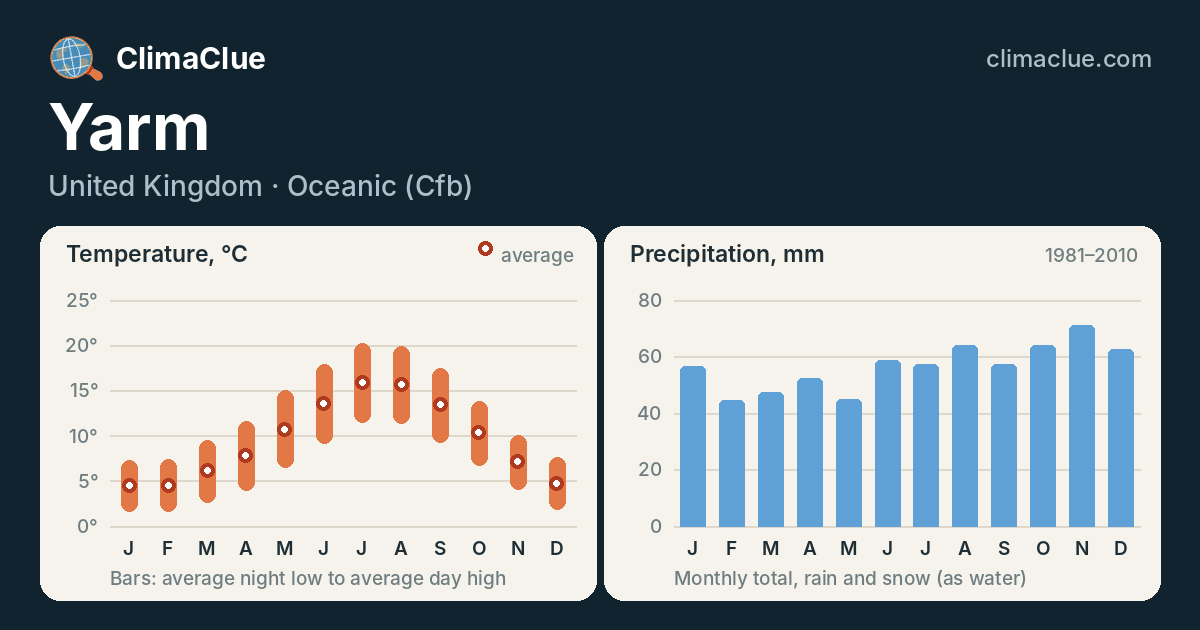 ClimaClue
climaclue.com
Yarm
United Kingdom · Oceanic (Cfb)
Temperature, °C
average
25°
20°
15°
10°
5°
0°
J F M A M J J A S O N D
Bars: average night low to average day high
Precipitation, mm
1981–2010
80
60
40
20
0
J F M A M J J A S O N D
Monthly total, rain and snow (as water)